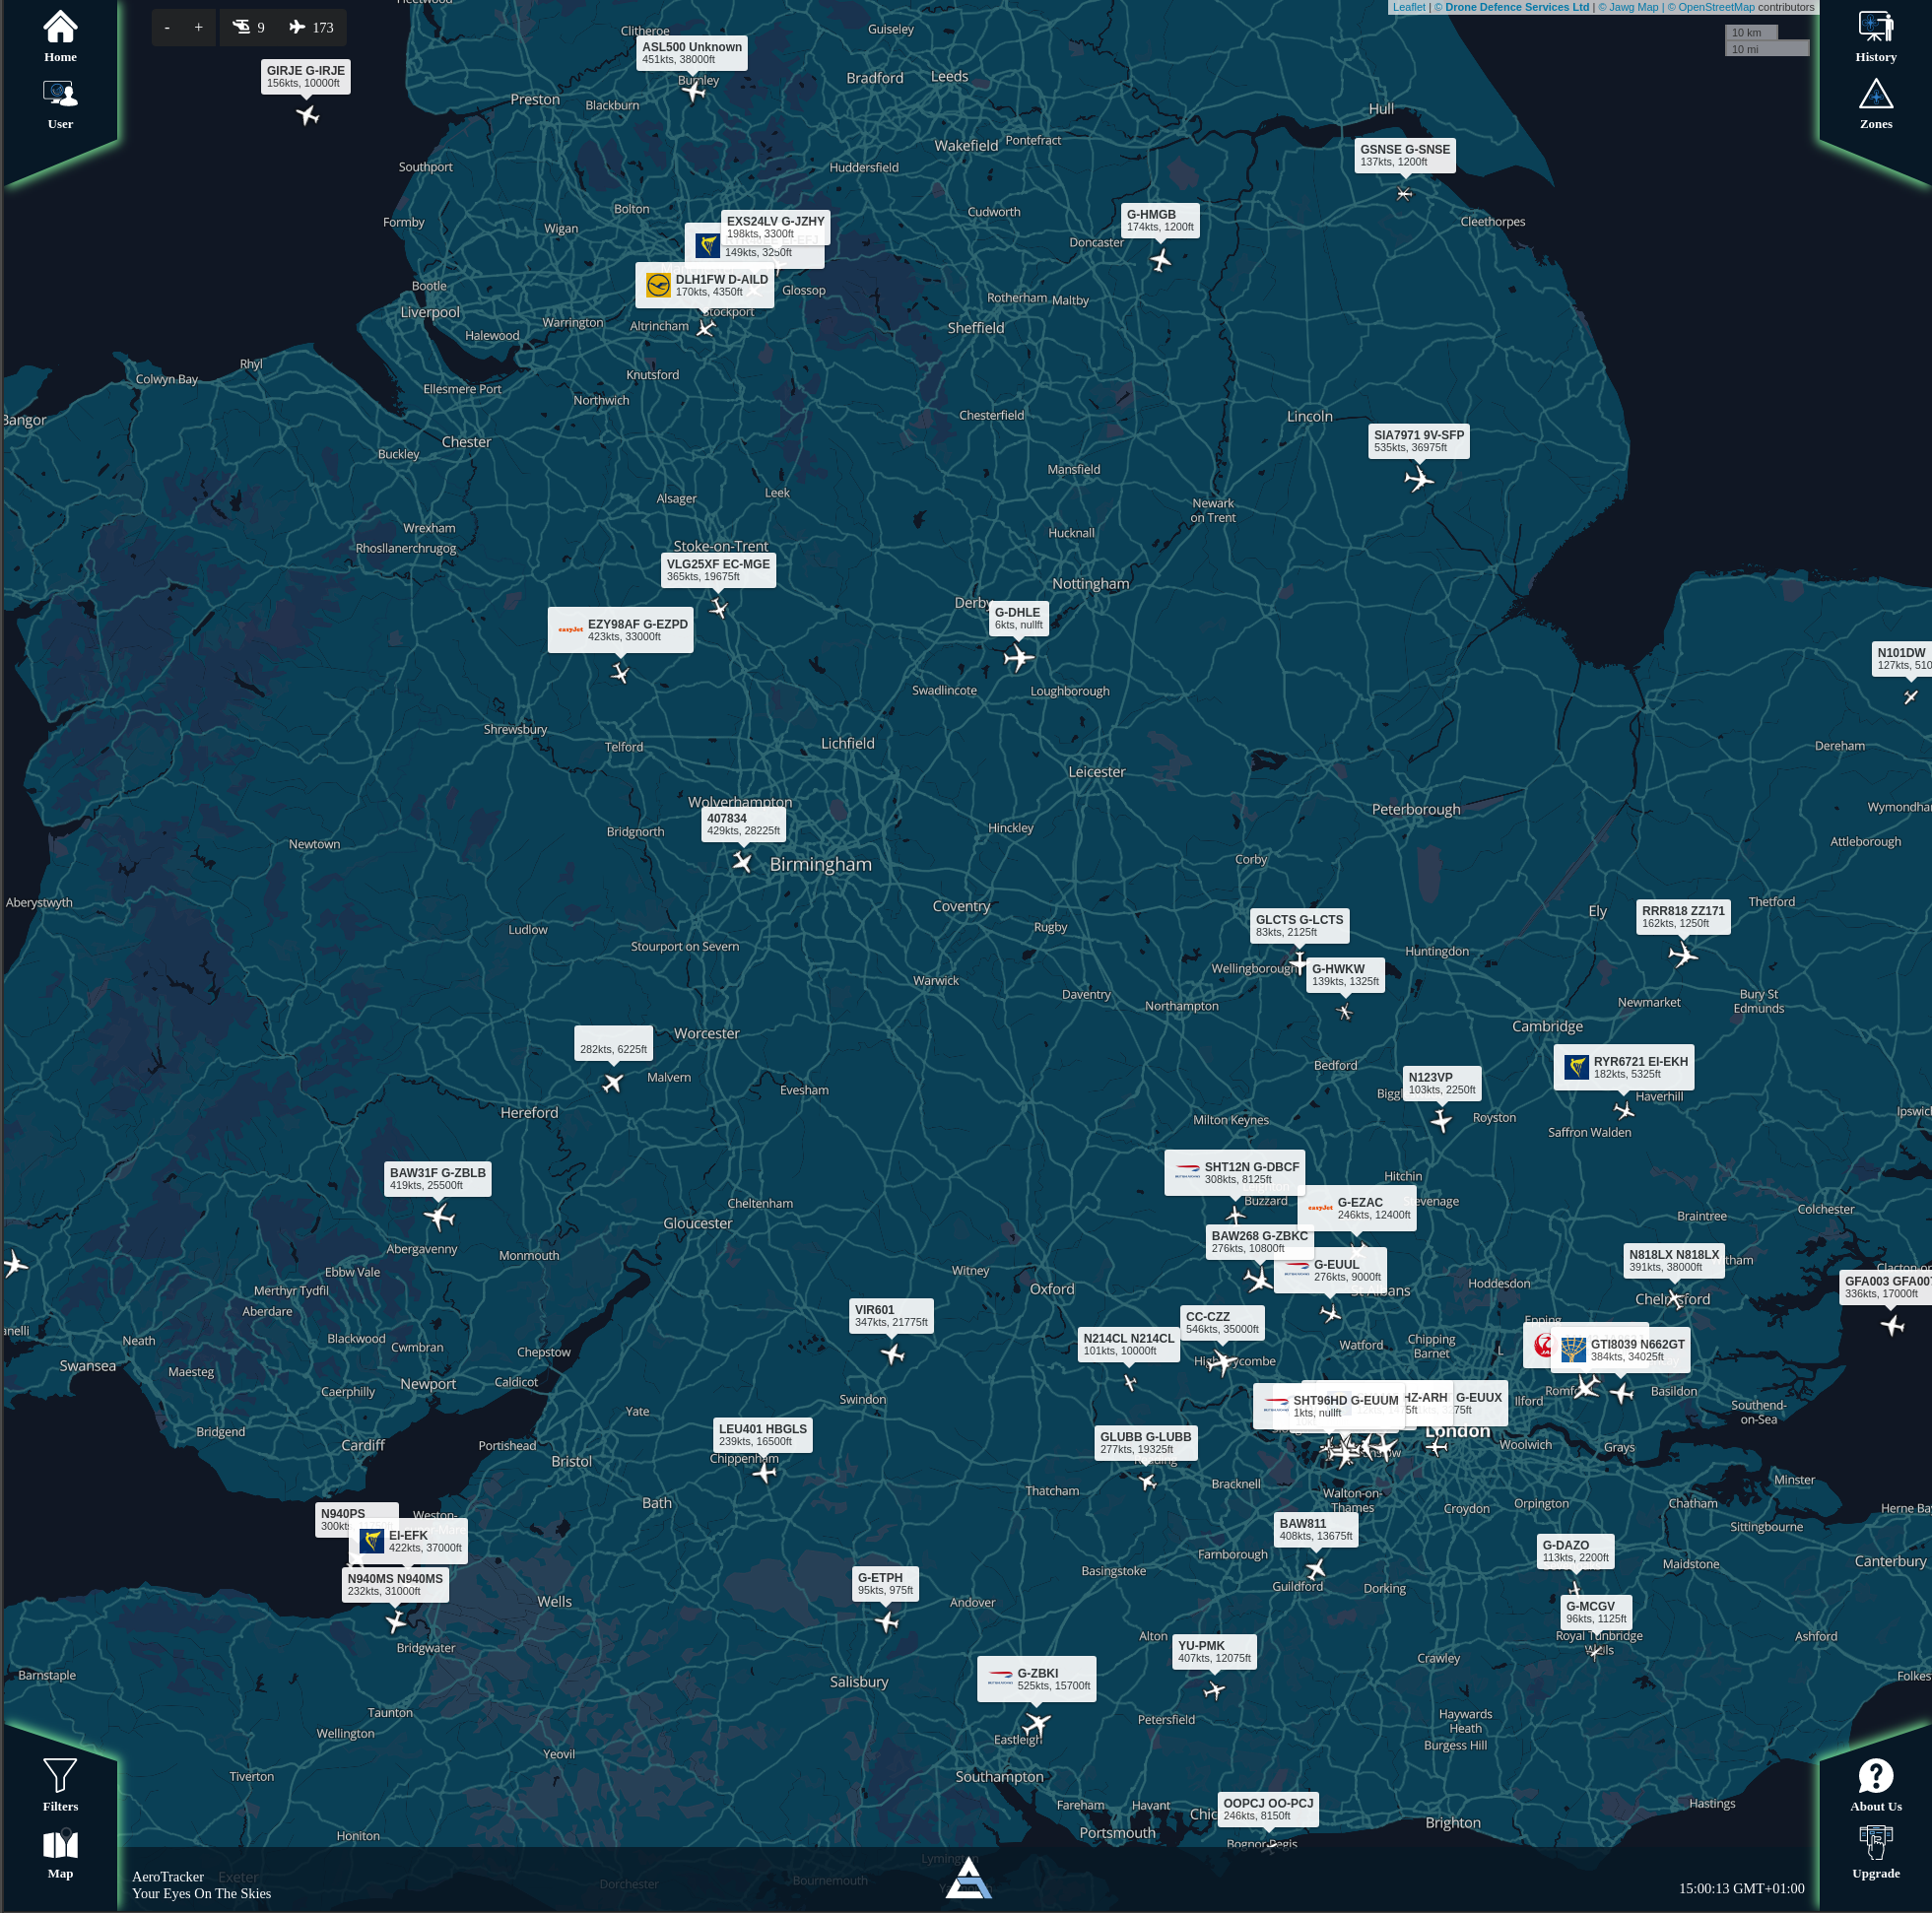 Home
User
- + 9 173
Leaflet | © Drone Defence Services Ltd | © Jawg Map | © OpenStreetMap contributors
10 km
10 mi
History
Zones
Clitheroe
Guiseley
ASL500 Unknown
451kts, 38000ft
GIRJE G-IRJE
156kts, 10000ft
Burnley
Bradford
Leeds
Preston
Blackburn
Hull
Wakefield
Pontefract
GSNSE G-SNSE
137kts, 1200ft
Southport
Huddersfield
Formby
Bolton
Wigan
Cudworth
EXS24LV G-JZHY
198kts, 3300ft
149kts, 3250ft
G-HMGB
174kts, 1200ft
Doncaster
Cleethorpes
DLH1FW D-AILD
170kts, 4350ft
Glossop
Bootle
Liverpool
Halewood
Warrington
Altrincham
Stockport
Rotherham
Maltby
Sheffield
Rhyl
Colwyn Bay
Ellesmere Port
Knutsford
Northwich
Bangor
Chester
Buckley
Chesterfield
Lincoln
SIA7971 9V-SFP
535kts, 36975ft
Mansfield
Alsager
Leek
Newark
on Trent
Wrexham
Rhosllanerchrugog
Stoke-on-Trent
Hucknall
VLG25XF EC-MGE
365kts, 19675ft
Nottingham
Derby
G-DHLE
6kts, nullft
easyJet
EZY98AF G-EZPD
423kts, 33000ft
N101DW
127kts, 510
Swadlincote
Loughborough
Shrewsbury
Telford
Lichfield
Dereham
Leicester
Wolverhampton
407834
429kts, 28225ft
Peterborough
Wymondha
Bridgnorth
Hinckley
Newtown
Attleborough
Birmingham
Corby
Aberystwyth
Coventry
Ely
Thetford
RRR818 ZZ171
162kts, 1250ft
GLCTS G-LCTS
83kts, 2125ft
Ludlow
Rugby
Stourport on Severn
Huntingdon
Wellingborough
G-HWKW
139kts, 1325ft
Warwick
Daventry
Northampton
Newmarket
Bury St
Edmunds
Worcester
Cambridge
282kts, 6225ft
Malvern
Bedford
RYR6721 EI-EKH
182kts, 5325ft
N123VP
103kts, 2250ft
Evesham
Haverhill
Hereford
Milton Keynes
Royston
Ipswic
Saffron Walden
SHT12N G-DBCF
308kts, 8125ft
Hitchin
BAW31F G-ZBLB
419kts, 25500ft
Cheltenham
Buzzard
easyJet
G-EZAC
246kts, 12400ft
Braintree
Colchester
Gloucester
BAW268 G-ZBKC
276kts, 10800ft
Abergavenny
Monmouth
G-EUUL
276kts, 9000ft
N818LX N818LX
391kts, 38000ft
Ebbw Vale
Witney
Oxford
Hoddesdon
GFA003 GFA00
336kts, 17000ft
Merthyr Tydfil
Aberdare
St Albans
Chelmsford
VIR601
347kts, 21775ft
CC-CZZ
546kts, 35000ft
Epping
Neath
Blackwood
Cwmbran
Chepstow
N214CL N214CL
101kts, 10000ft
Watford
Chipping
Barnet
GTI8039 N662GT
384kts, 34025ft
Swansea
Maesteg
High Wycombe
Caerphilly
Newport
Caldicot
Swindon
Romford
Basildon
SHT96HD G-EUUM
1kts, nullft
HZ-ARH
G-EUUX
Ilford
Southend-
on-Sea
Yate
Bridgend
LEU401 HBGLS
239kts, 16500ft
GLUBB G-LUBB
277kts, 19325ft
London
Cardiff
Portishead
Bristol
Chippenham
Woolwich
Grays
Bracknell
Minster
Bath
Thatcham
Walton-on-
Thames
Croydon
Orpington
Chatham
Herne Ba
N940PS
300kts
Weston-
BAW811
408kts, 13675ft
Sittingbourne
EI-EFK
422kts, 37000ft
Farnborough
G-DAZO
113kts, 2200ft
Maidstone
Canterbury
N940MS N940MS
232kts, 31000ft
G-ETPH
95kts, 975ft
Basingstoke
Guildford
Dorking
Wells
Andover
G-MCGV
96kts, 1125ft
Bridgwater
Alton
YU-PMK
407kts, 12075ft
Royal Tunbridge
Wells
Ashford
Barnstaple
G-ZBKI
525kts, 15700ft
Crawley
Salisbury
Folkes
Taunton
Wellington
Petersfield
Haywards
Heath
Eastleigh
Burgess Hill
Yeovil
Tiverton
Southampton
Fareham
Havant
OOPCJ OO-PCJ
246kts, 8150ft
Hastings
Portsmouth
Brighton
Honiton
Bognor Regis
Filters
Map
About Us
Upgrade
Lymington
Exeter
Dorchester
Bournemouth
AeroTracker
Your Eyes On The Skies
15:00:13 GMT+01:00